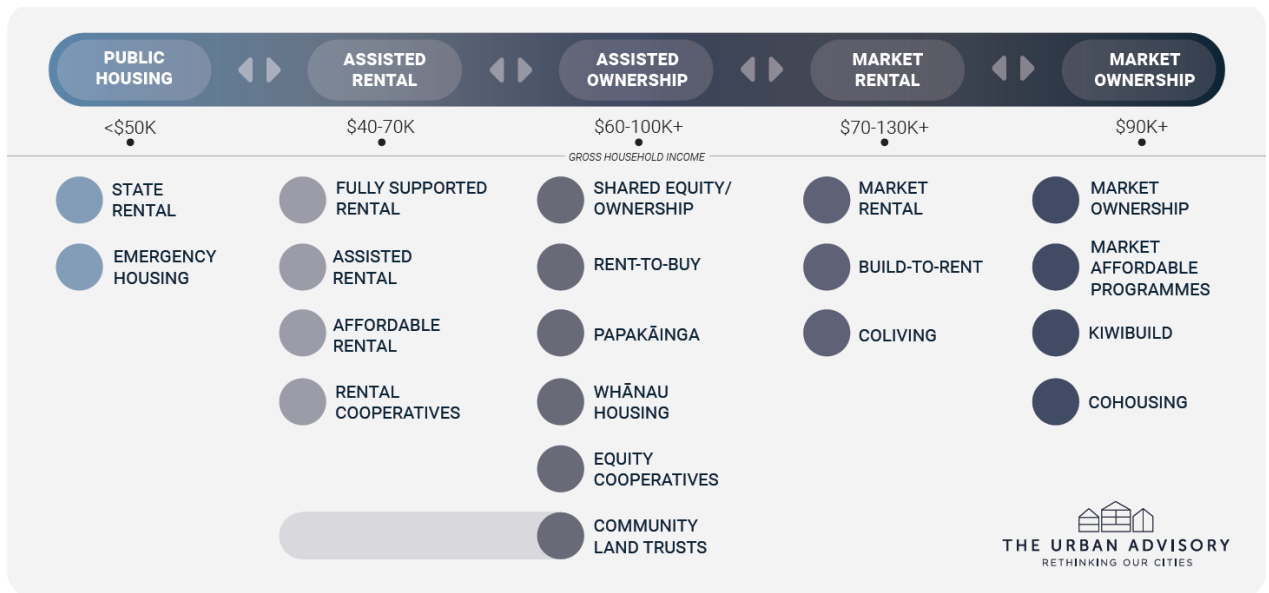 PUBLIC
HOUSING
ASSISTED
RENTAL
ASSISTED
OWNERSHIP
MARKET
RENTAL
MARKET
OWNERSHIP
<$50K
$40-70K
$60-100K+
$70-130K+
$90K+
GROSS HOUSEHOLD INCOME
STATE
RENTAL
EMERGENCY
HOUSING
FULLY SUPPORTED
RENTAL
ASSISTED
RENTAL
AFFORDABLE
RENTAL
RENTAL
COOPERATIVES
SHARED EQUITY/
OWNERSHIP
RENT-TO-BUY
PAPAKĀINGA
WHĀNAU
HOUSING
EQUITY
COOPERATIVES
COMMUNITY
LAND TRUSTS
MARKET
RENTAL
BUILD-TO-RENT
COLIVING
MARKET
OWNERSHIP
MARKET
AFFORDABLE
PROGRAMMES
KIWIBUILD
COHOUSING
THE URBAN ADVISORY
RETHINKING OUR CITIES